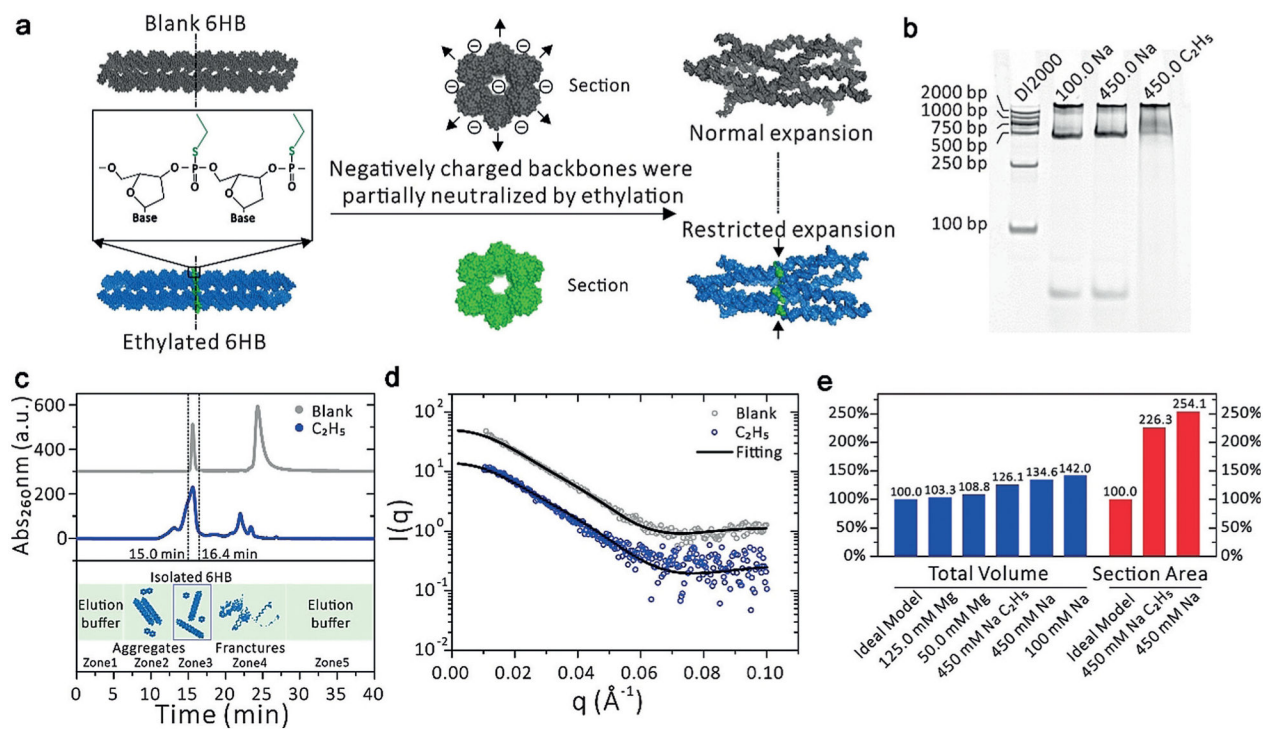 a
Blank 6HB
S
S
O
O
P
O
O
P
O
O
O
O
Base
Base
Ethylated 6HB
Section
Negatively charged backbones were
partially neutralized by ethylation
Section
Normal expansion
Restricted expansion
b
DI2000
100.0 Na
450.0 Na
450.0 C₂H₅
2000 bp
1000 bp
750 bp
500 bp
250 bp
100 bp
c
Abs₂₆₀nm (a.u.)
600
400
200
0
Blank
C₂H₅
15.0 min
16.4 min
Isolated 6HB
Elution
buffer
Elution
buffer
Aggregates
Franctures
Zone1 Zone2 Zone3 Zone4 Zone5
0 5 10 15 20 25 30 35 40
Time (min)
d
I(q)
10²
10¹
10⁰
10⁻¹
10⁻²
Blank
C₂H₅
Fitting
0.00 0.02 0.04 0.06 0.08 0.10
q (Å⁻¹)
e
250%
200%
150%
100%
50%
0%
100.0 103.3 108.8 126.1 134.6 142.0
100.0 226.3 254.1
250%
200%
150%
100%
50%
0%
Total Volume
Section Area
Ideal Model
125.0 mM Mg
50.0 mM Mg
450 mM Na C₂H₅
450 mM Na
100 mM Na
Ideal Model
450 mM Na C₂H₅
450 mM Na